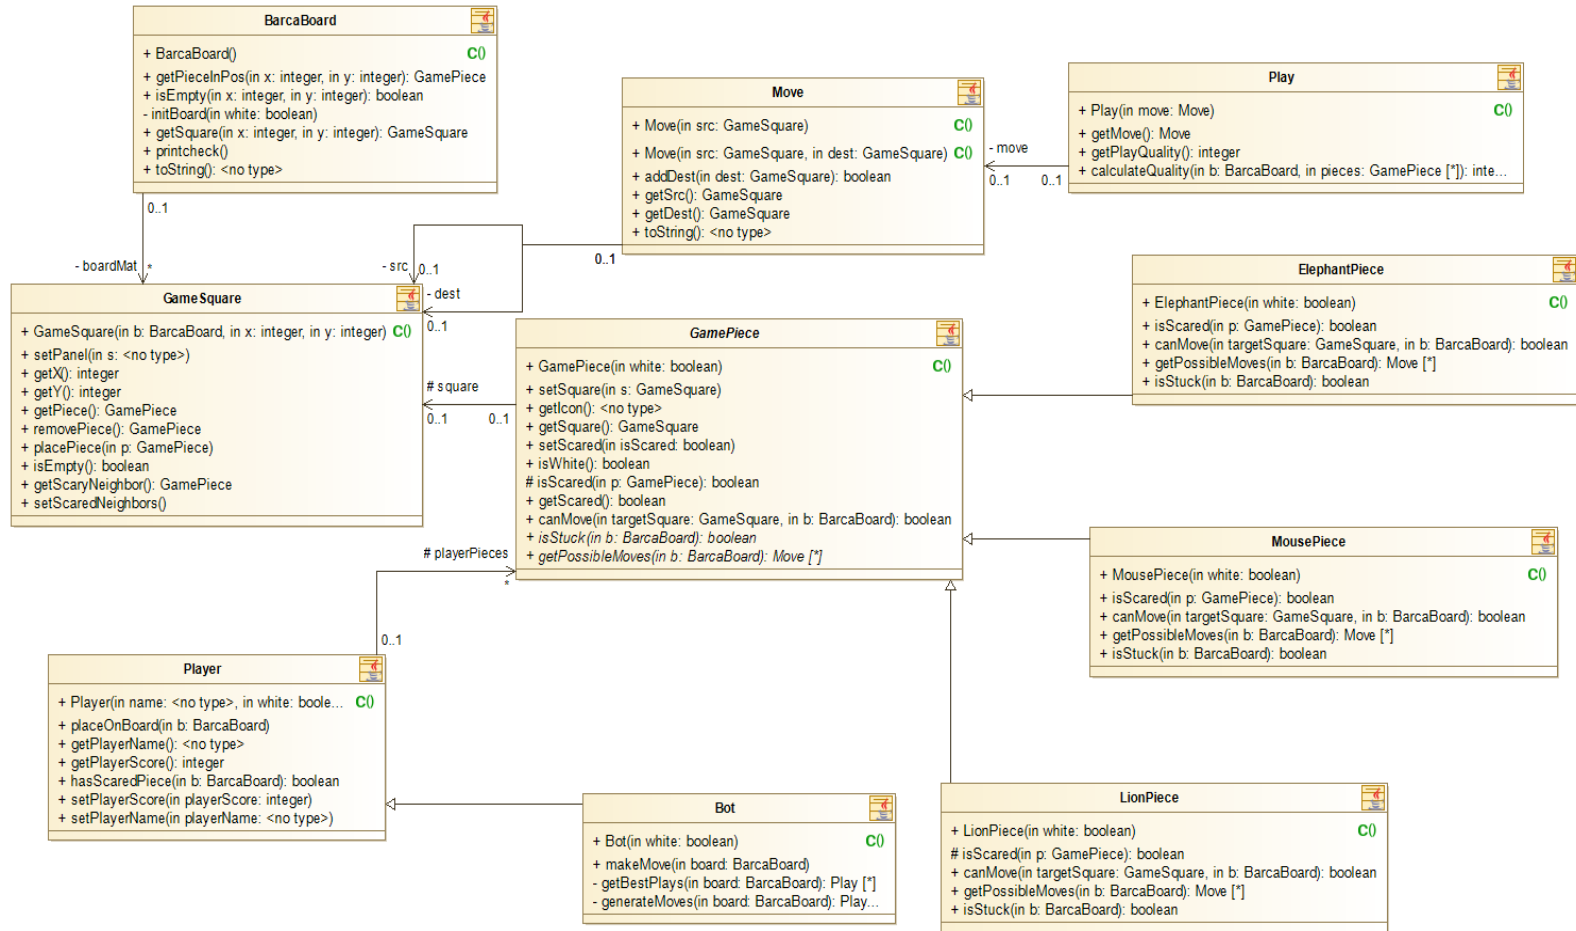 BarcaBoard
+ BarcaBoard() C()
+ getPieceInPos(in x: integer, in y: integer): GamePiece
+ isEmpty(in x: integer, in y: integer): boolean
- initBoard(in white: boolean)
+ getSquare(in x: integer, in y: integer): GameSquare
+ printcheck()
+ toString(): <no type>
0..1
- boardMat
*
Move
+ Move(in src: GameSquare) C()
+ Move(in src: GameSquare, in dest: GameSquare) C()
+ addDest(in dest: GameSquare): boolean
+ getSrc(): GameSquare
+ getDest(): GameSquare
+ toString(): <no type>
0..1
- move
0..1
0..1
Play
+ Play(in move: Move) C()
+ getMove(): Move
+ getPlayQuality(): integer
+ calculateQuality(in b: BarcaBoard, in pieces: GamePiece [*]): inte...
- src
0..1
- dest
0..1
GameSquare
+ GameSquare(in b: BarcaBoard, in x: integer, in y: integer) C()
+ setPanel(in s: <no type>)
+ getX(): integer
+ getY(): integer
+ getPiece(): GamePiece
+ removePiece(): GamePiece
+ placePiece(in p: GamePiece)
+ isEmpty(): boolean
+ getScaryNeighbor(): GamePiece
+ setScaredNeighbors()
# square
0..1
0..1
GamePiece
+ GamePiece(in white: boolean) C()
+ setSquare(in s: GameSquare)
+ getIcon(): <no type>
+ getSquare(): GameSquare
+ setScared(in isScared: boolean)
+ isWhite(): boolean
# isScared(in p: GamePiece): boolean
+ getScared(): boolean
+ canMove(in targetSquare: GameSquare, in b: BarcaBoard): boolean
+ isStuck(in b: BarcaBoard): boolean
+ getPossibleMoves(in b: BarcaBoard): Move [*]
ElephantPiece
+ ElephantPiece(in white: boolean) C()
+ isScared(in p: GamePiece): boolean
+ canMove(in targetSquare: GameSquare, in b: BarcaBoard): boolean
+ getPossibleMoves(in b: BarcaBoard): Move [*]
+ isStuck(in b: BarcaBoard): boolean
MousePiece
+ MousePiece(in white: boolean) C()
+ isScared(in p: GamePiece): boolean
+ canMove(in targetSquare: GameSquare, in b: BarcaBoard): boolean
+ getPossibleMoves(in b: BarcaBoard): Move [*]
+ isStuck(in b: BarcaBoard): boolean
# playerPieces
*
0..1
Player
+ Player(in name: <no type>, in white: boole... C()
+ placeOnBoard(in b: BarcaBoard)
+ getPlayerName(): <no type>
+ getPlayerScore(): integer
+ hasScaredPiece(in b: BarcaBoard): boolean
+ setPlayerScore(in playerScore: integer)
+ setPlayerName(in playerName: <no type>)
Bot
+ Bot(in white: boolean) C()
+ makeMove(in board: BarcaBoard)
- getBestPlays(in board: BarcaBoard): Play [*]
- generateMoves(in board: BarcaBoard): Play...
LionPiece
+ LionPiece(in white: boolean) C()
# isScared(in p: GamePiece): boolean
+ canMove(in targetSquare: GameSquare, in b: BarcaBoard): boolean
+ getPossibleMoves(in b: BarcaBoard): Move [*]
+ isStuck(in b: BarcaBoard): boolean